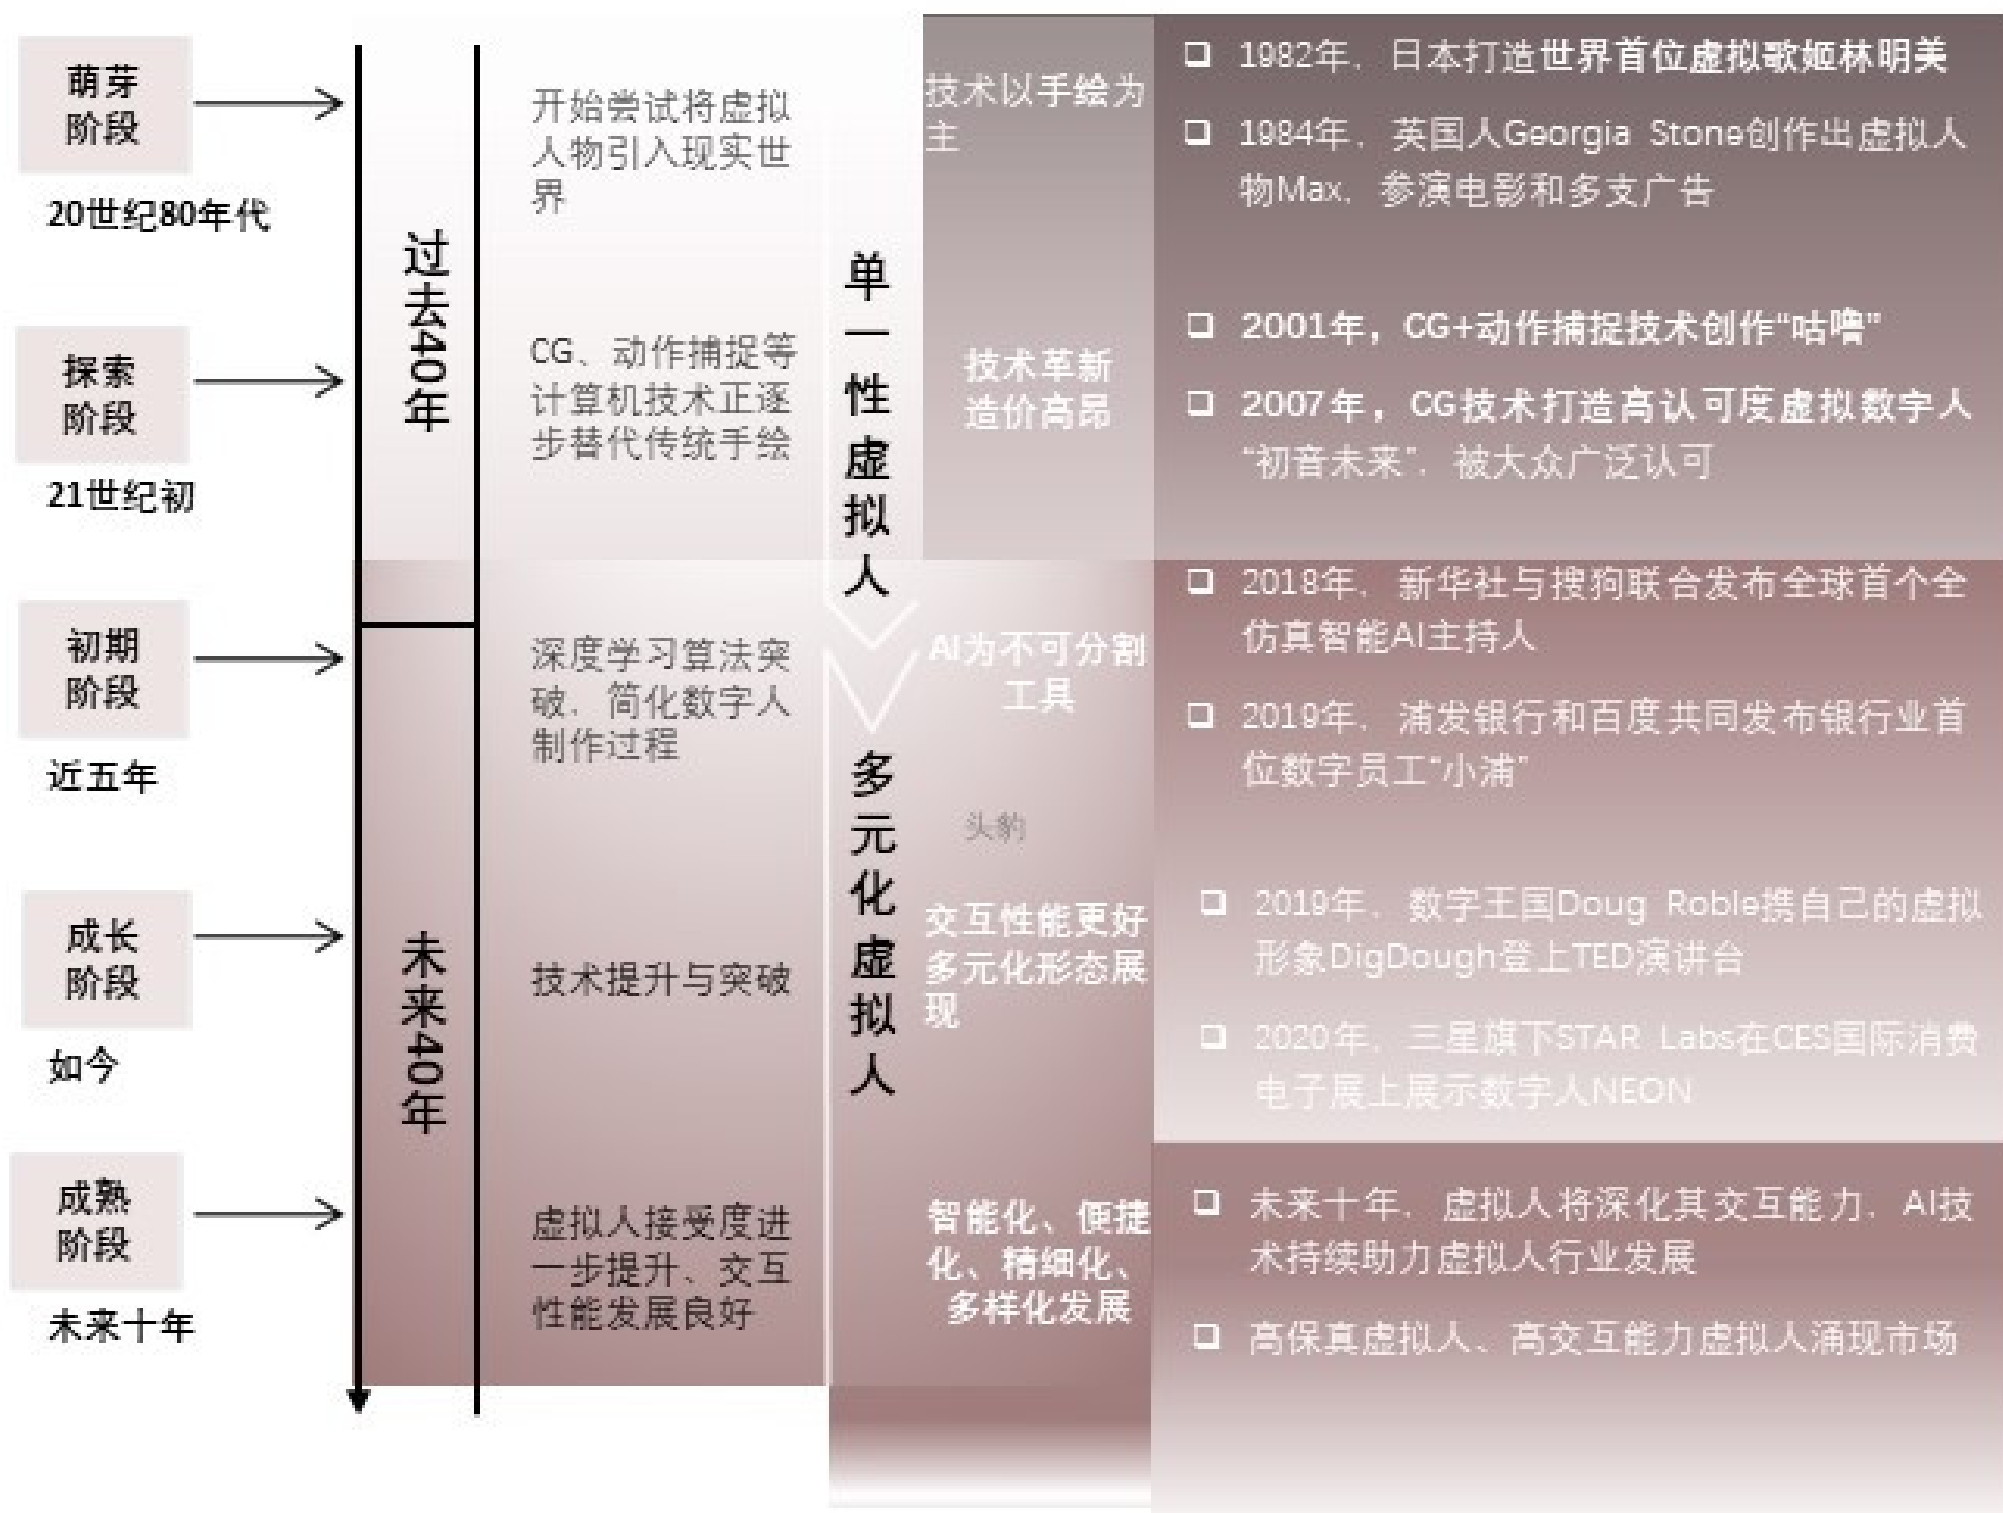 萌芽
阶段
20世纪80年代
开始尝试将虚拟
人物引入现实世
界
技术以手绘为
主
1982年，日本打造世界首位虚拟歌姬林明美
1984年，英国人Georgia Stone创作出虚拟人
物Max，参演电影和多支广告
过去40年
单一性虚拟人
探索
阶段
21世纪初
CG、动作捕捉等
计算机技术正逐
步替代传统手绘
技术革新
造价高昂
2001年，CG+动作捕捉技术创作“咕噜”
2007年，CG技术打造高认可度虚拟数字人
“初音未来”，被大众广泛认可
初期
阶段
近五年
深度学习算法突
破，简化数字人
制作过程
AI为不可分割
工具
2018年，新华社与搜狗联合发布全球首个全
仿真智能AI主持人
2019年，浦发银行和百度共同发布银行业首
位数字员工“小浦”
头豹
未来40年
多元化虚拟人
成长
阶段
如今
技术提升与突破
交互性能更好
多元化形态展
现
2019年，数字王国Doug Roble携自己的虚拟
形象DigDough登上TED演讲台
2020年，三星旗下STAR Labs在CES国际消费
电子展上展示数字人NEON
成熟
阶段
未来十年
虚拟人接受度进
一步提升、交互
性能发展良好
智能化、便捷
化、精细化、
多样化发展
未来十年，虚拟人将深化其交互能力，AI技
术持续助力虚拟人行业发展
高保真虚拟人、高交互能力虚拟人涌现市场